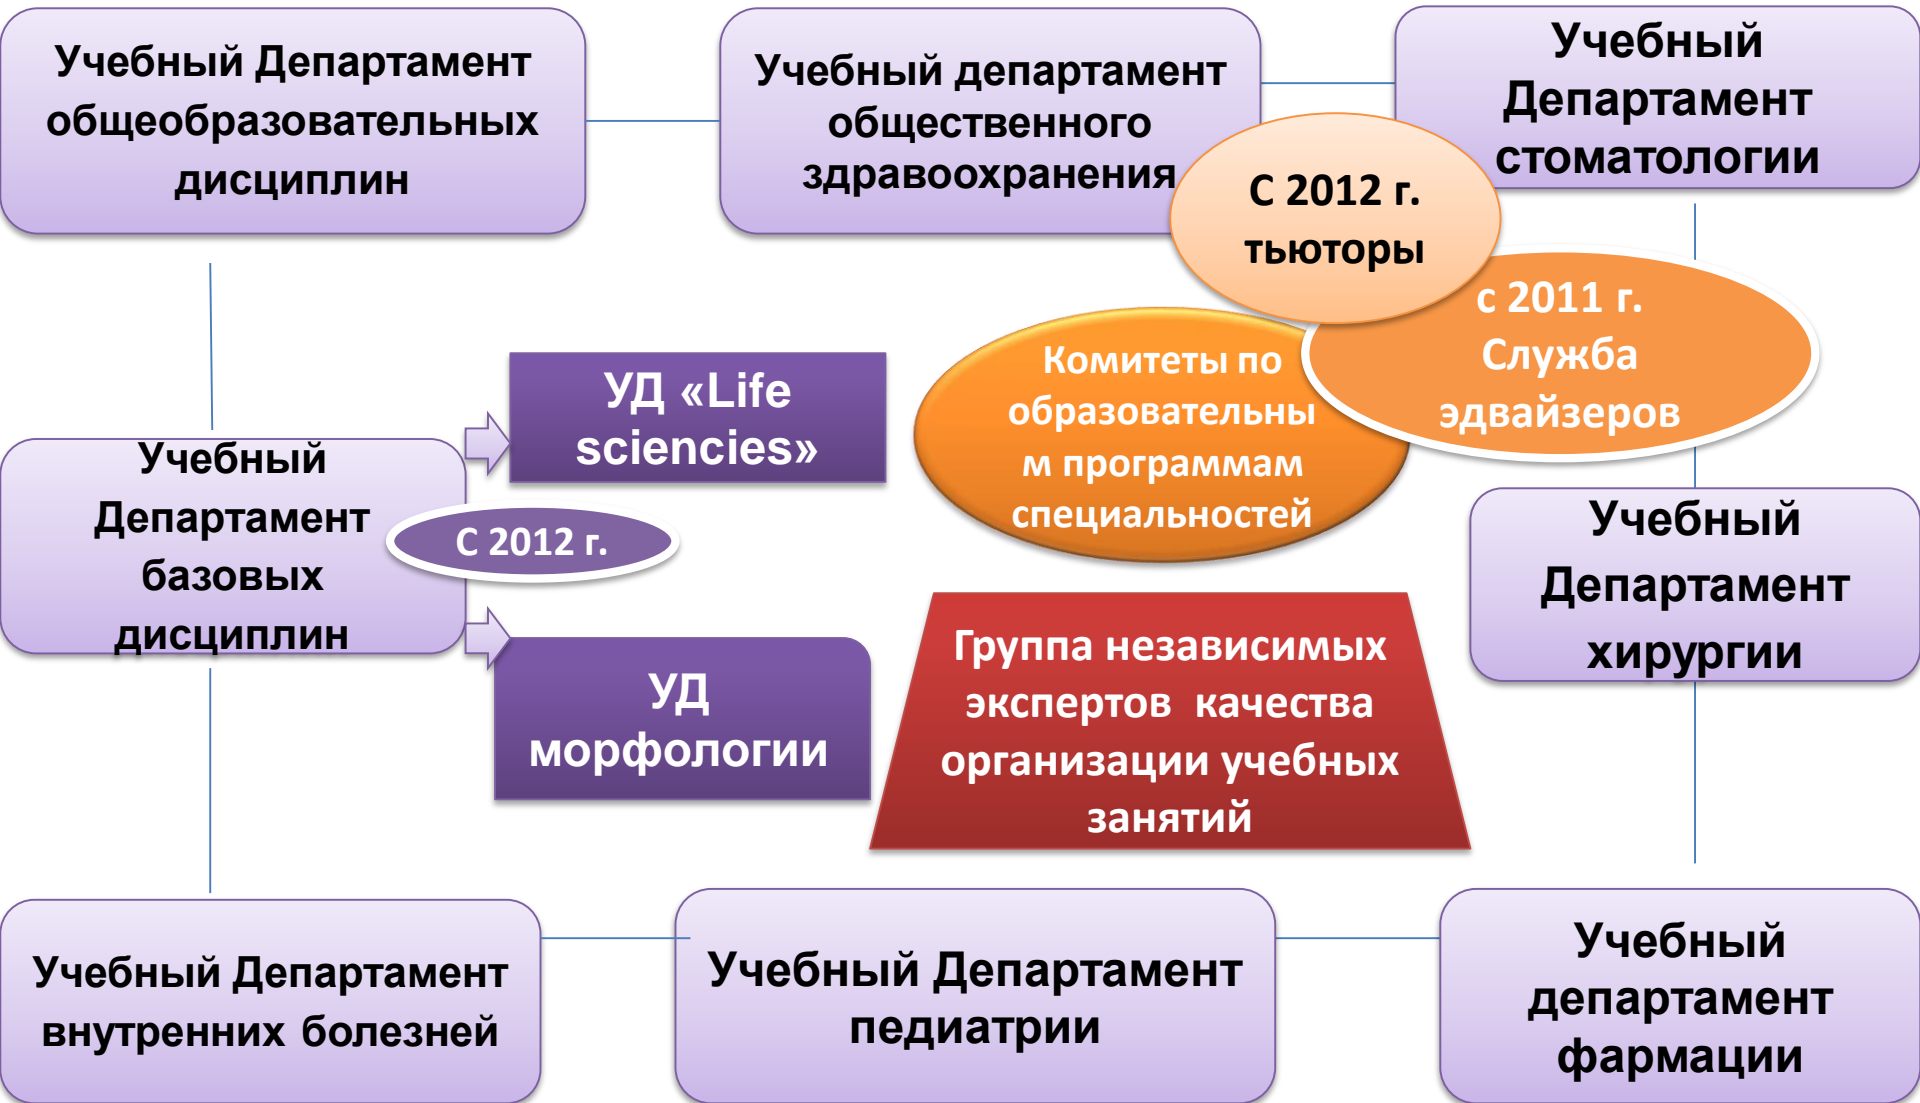 Учебный Департамент
общеобразовательных
дисциплин
Учебный департамент
общественного
здравоохранения
Учебный
Департамент
стоматологии
С 2012 г.
тьюторы
с 2011 г.
Служба
эдвайзеров
Комитеты по
образовательны
м программам
специальностей
УД «Life
sciencies»
Учебный
Департамент
базовых
дисциплин
С 2012 г.
УД
морфологии
Группа независимых
экспертов качества
организации учебных
занятий
Учебный
Департамент
хирургии
Учебный Департамент
внутренних болезней
Учебный Департамент
педиатрии
Учебный
департамент
фармации